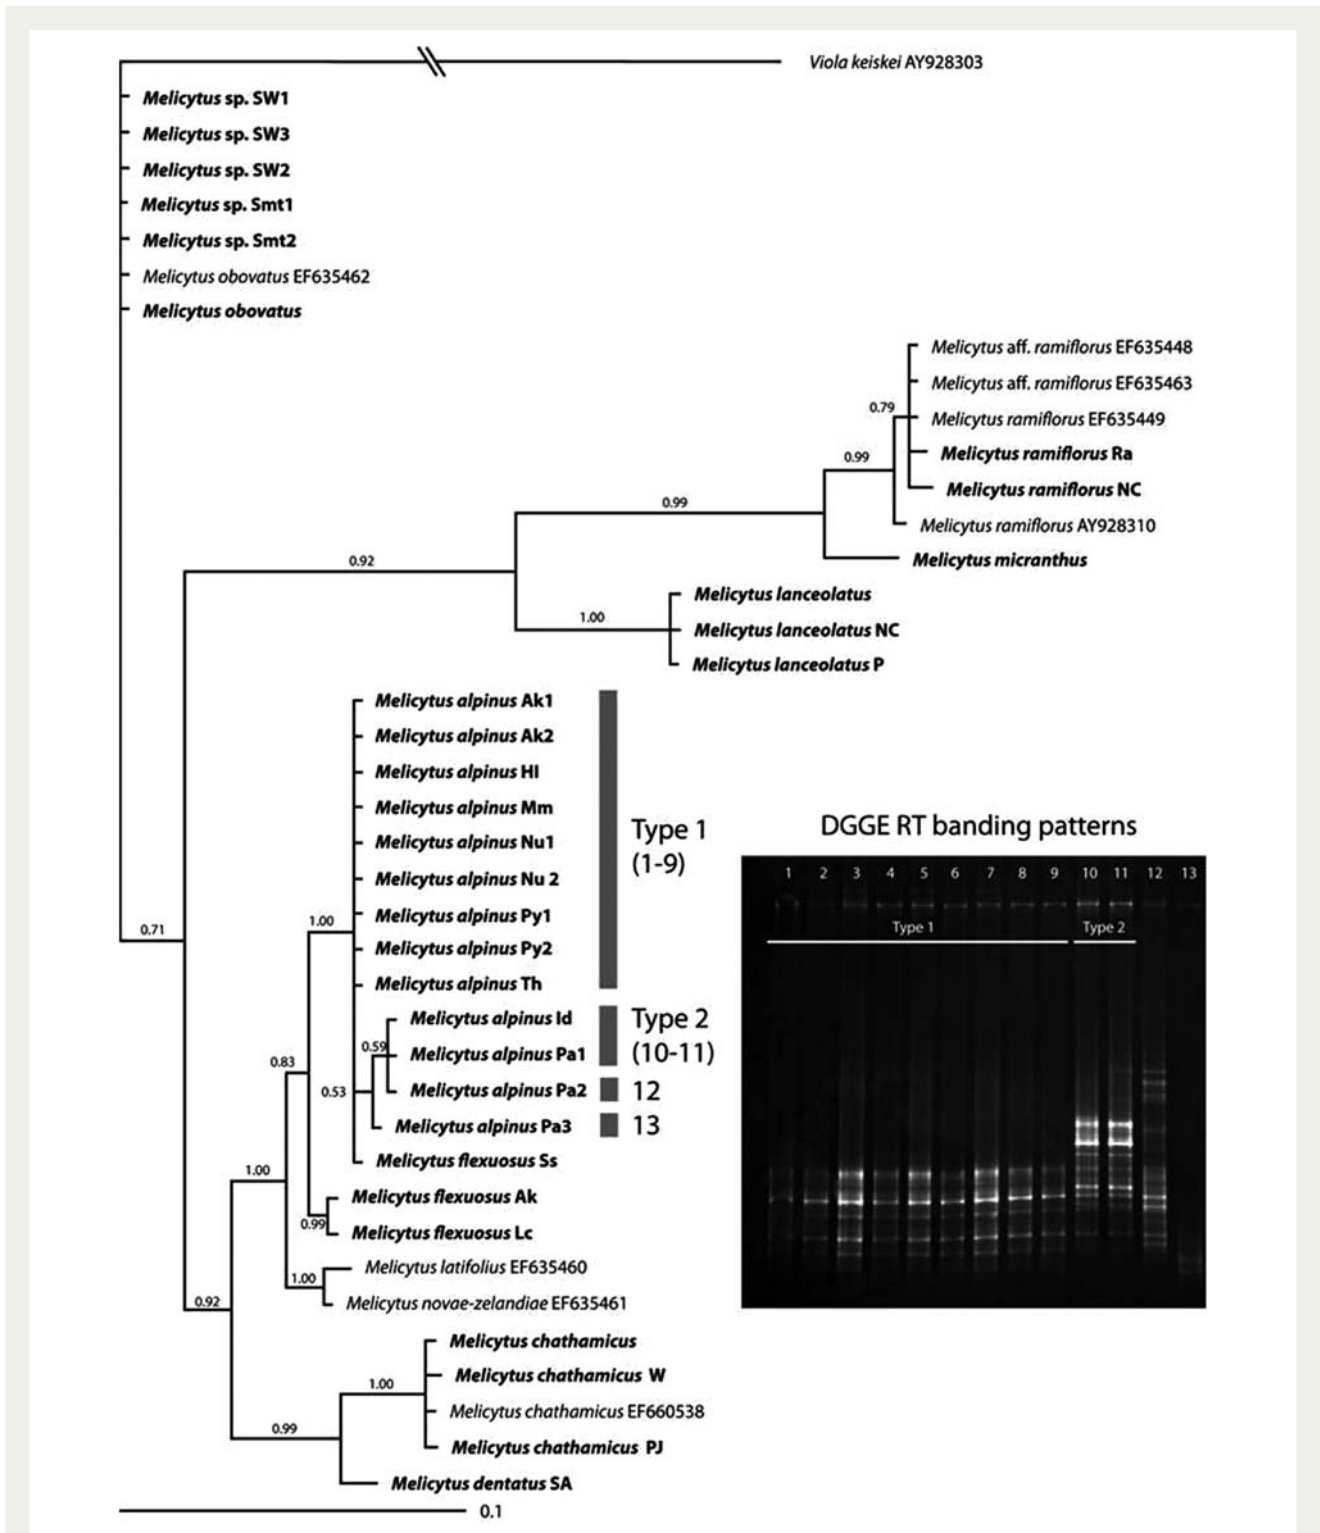 Viola keiskei AY928303
Melicytus sp. SW1
Melicytus sp. SW3
Melicytus sp. SW2
Melicytus sp. Smt1
Melicytus sp. Smt2
Melicytus obovatus EF635462
Melicytus obovatus
Melicytus aff. ramiflorus EF635448
Melicytus aff. ramiflorus EF635463
0.79
Melicytus ramiflorus EF635449
Melicytus ramiflorus Ra
0.99
Melicytus ramiflorus NC
0.99
Melicytus ramiflorus AY928310
Melicytus micranthus
0.92
Melicytus lanceolatus
1.00
Melicytus lanceolatus NC
Melicytus lanceolatus P
Melicytus alpinus Ak1
Melicytus alpinus Ak2
Melicytus alpinus Hl
Melicytus alpinus Mm
Melicytus alpinus Nu1
Melicytus alpinus Nu 2
Melicytus alpinus Py1
1.00
Melicytus alpinus Py2
0.71
Melicytus alpinus Th
Type 1
(1-9)
Melicytus alpinus Id
Melicytus alpinus Pa1
Type 2
(10-11)
0.59
0.83
0.53
Melicytus alpinus Pa2
12
Melicytus alpinus Pa3
13
Melicytus flexuosus Ss
1.00
Melicytus flexuosus Ak
0.99
Melicytus flexuosus Lc
Melicytus latifolius EF635460
1.00
0.92
Melicytus novae-zelandiae EF635461
Melicytus chathamicus
Melicytus chathamicus W
1.00
Melicytus chathamicus EF660538
0.99
Melicytus chathamicus PJ
Melicytus dentatus SA
0.1
DGGE RT banding patterns
1 2 3 4 5 6 7 8 9 10 11 12 13
Type 1 Type 2